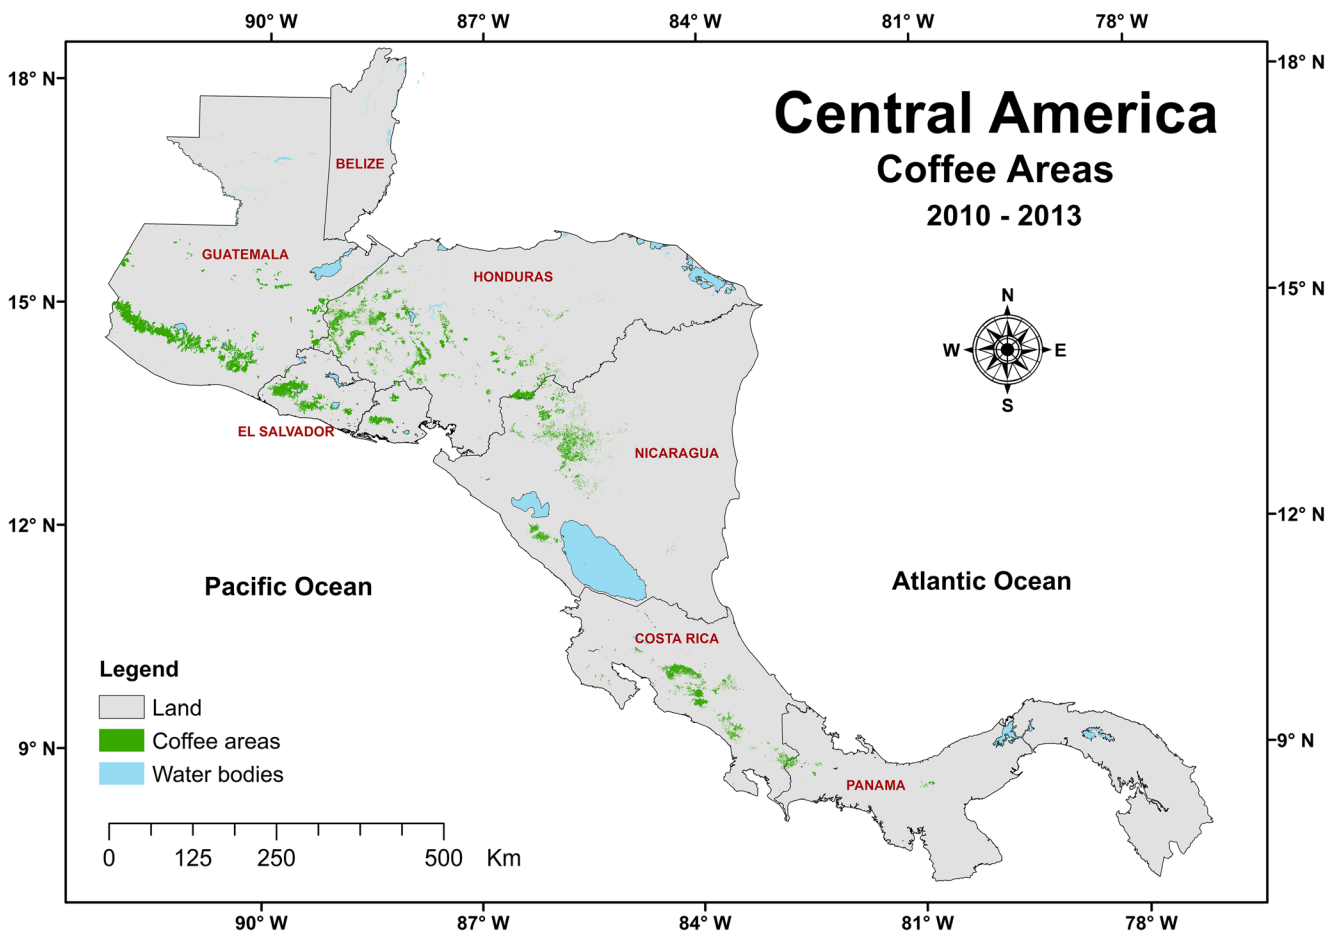 90° W 87° W 84° W 81° W 78° W
18° N
18° N
Central America
Coffee Areas
2010 - 2013
BELIZE
GUATEMALA
HONDURAS
15° N
15° N
N
W E
S
EL SALVADOR
NICARAGUA
12° N
12° N
Pacific Ocean
Atlantic Ocean
COSTA RICA
Legend
Land
Coffee areas
Water bodies
9° N
9° N
PANAMA
0 125 250 500 Km
90° W 87° W 84° W 81° W 78° W